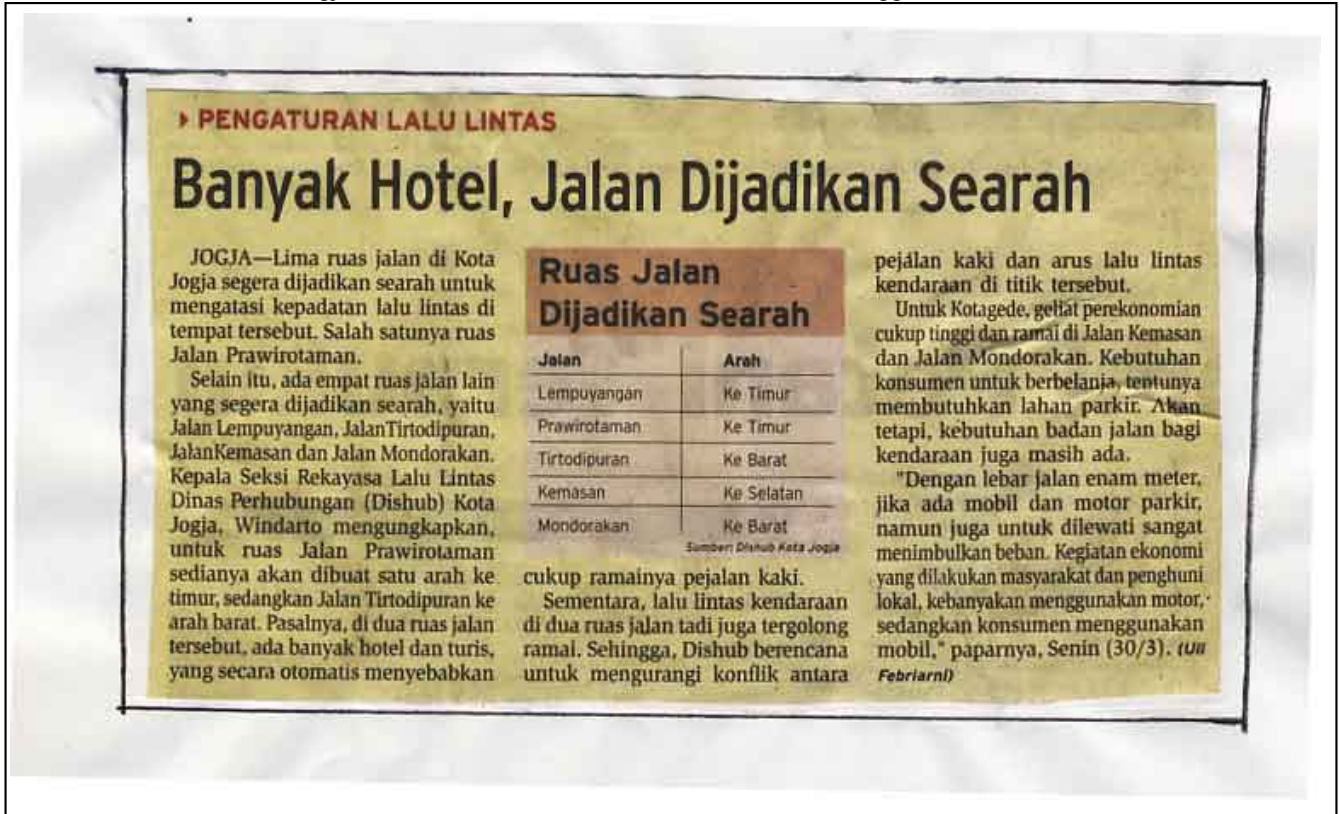 PENGATURAN LALU LINTAS
Banyak Hotel, Jalan Dijadikan Searah
JOGJA—Lima ruas jalan di Kota
Jogja segera dijadikan searah untuk
mengatasi kepadatan lalu lintas di
tempat tersebut. Salah satunya ruas
Jalan Prawirotaman.
Selain itu, ada empat ruas jalan lain
yang segera dijadikan searah, yaitu
Jalan Lempuyangan, JalanTirtodipuran,
JalanKemasan dan Jalan Mondorakan.
Kepala Seksi Rekayasa Lalu Lintas
Dinas Perhubungan (Dishub) Kota
Jogja, Windarto mengungkapkan,
untuk ruas Jalan Prawirotaman
sedianya akan dibuat satu arah ke
timur, sedangkan Jalan Tirtodipuran ke
arah barat. Pasalnya, di dua ruas jalan
tersebut, ada banyak hotel dan turis,
yang secara otomatis menyebabkan
Ruas Jalan
Dijadikan Searah
Jalan Arah
Lempuyangan Ke Timur
Prawirotaman Ke Timur
Tirtodipuran Ke Barat
Kemasan Ke Selatan
Mondorakan Ke Barat
Sumber: Dishub Kota Jogja
cukup ramainya pejalan kaki.
Sementara, lalu lintas kendaraan
di dua ruas jalan tadi juga tergolong
ramai. Sehingga, Dishub berencana
untuk mengurangi konflik antara
pejalan kaki dan arus lalu lintas
kendaraan di titik tersebut.
Untuk Kotagede, geliat perekonomian
cukup tinggi dan ramai di Jalan Kemasan
dan Jalan Mondorakan. Kebutuhan
konsumen untuk berbelanja, tentunya
membutuhkan lahan parkir. Akan
tetapi, kebutuhan badan jalan bagi
kendaraan juga masih ada.
"Dengan lebar jalan enam meter,
jika ada mobil dan motor parkir,
namun juga untuk dilewati sangat
menimbulkan beban. Kegiatan ekonomi
yang dilakukan masyarakat dan penghuni
lokal, kebanyakan menggunakan motor,
sedangkan konsumen menggunakan
mobil," paparnya, Senin (30/3).
Febriarni)